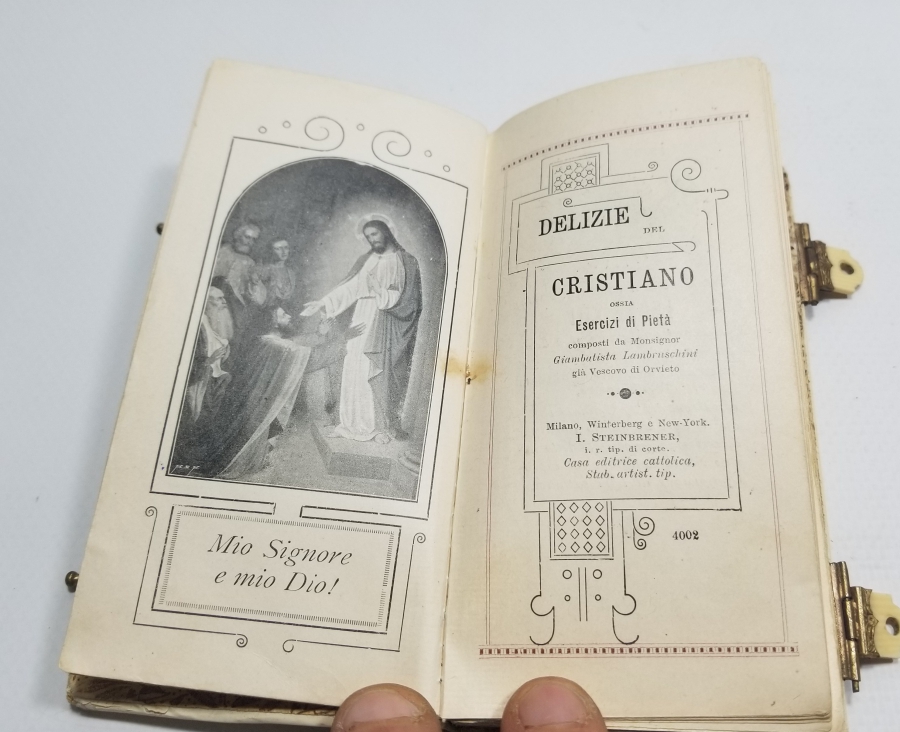 Mio Signore
e mio Dio!
DELIZIE
DEL
CRISTIANO
OSSIA
Esercizi di Pietà
composti da Monsignor
Giambatista Lambruschini
già Vescovo di Orvieto
Milano, Winterberg e New-York.
I. STEINBRENER,
i. r. tip. di corte.
Casa editrice cattolica,
Stab. artist. tip.
4002